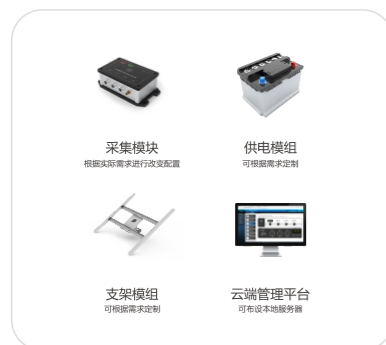 采集模块
供电模组
根据实际需求进行改变配置
可根据需求定制
支架模组
云端管理平台
可根据需求定制
可布设本地服务器